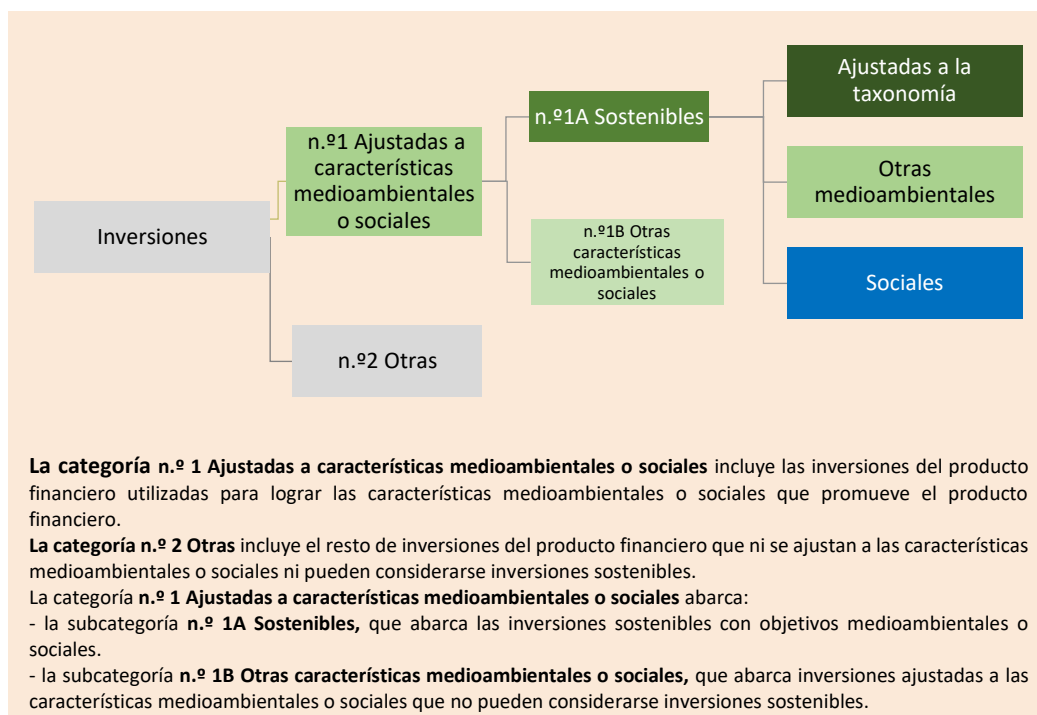 Ajustadas a la
taxonomía
n.º1A Sostenibles
n.º1 Ajustadas a
características
medioambientales
o sociales
Otras
medioambientales
Inversiones
n.º1B Otras
características
medioambientales o
sociales
Sociales
n.º2 Otras
La categoría n.º 1 Ajustadas a características medioambientales o sociales incluye las inversiones del producto
financiero utilizadas para lograr las características medioambientales o sociales que promueve el producto
financiero.
La categoría n.º 2 Otras incluye el resto de inversiones del producto financiero que ni se ajustan a las características
medioambientales o sociales ni pueden considerarse inversiones sostenibles.
La categoría n.º 1 Ajustadas a características medioambientales o sociales abarca:
- la subcategoría n.º 1A Sostenibles, que abarca las inversiones sostenibles con objetivos medioambientales o
sociales.
- la subcategoría n.º 1B Otras características medioambientales o sociales, que abarca inversiones ajustadas a las
características medioambientales o sociales que no pueden considerarse inversiones sostenibles.